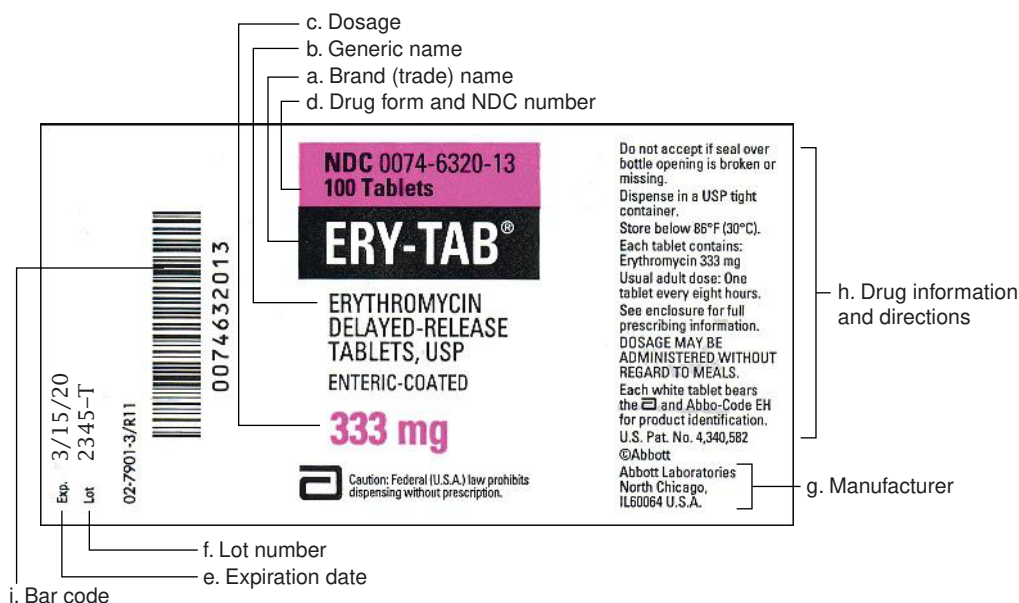 c. Dosage
b. Generic name
a. Brand (trade) name
d. Drug form and NDC number
NDC 0074-6320-13
100 Tablets
ERY-TAB®
ERYTHROMYCIN
DELAYED-RELEASE
TABLETS, USP
ENTERIC-COATED
333 mg
Caution: Federal (U.S.A.) law prohibits
dispensing without prescription.
Do not accept if seal over
bottle opening is broken or
missing.
Dispense in a USP tight
container.
Store below 86°F (30°C).
Each tablet contains:
Erythromycin 333 mg
Usual adult dose: One
tablet every eight hours.
See enclosure for full
prescribing information.
DOSAGE MAY BE
ADMINISTERED WITHOUT
REGARD TO MEALS.
Each white tablet bears
the and Abbo-Code EH
for product identification.
U.S. Pat. No. 4,340,582
©Abbott
Abbott Laboratories
North Chicago,
IL60064 U.S.A.
h. Drug information
and directions
g. Manufacturer
0074632013
Exp. 3/15/20
Lot 2345-T
02-7901-3/R11
f. Lot number
e. Expiration date
i. Bar code